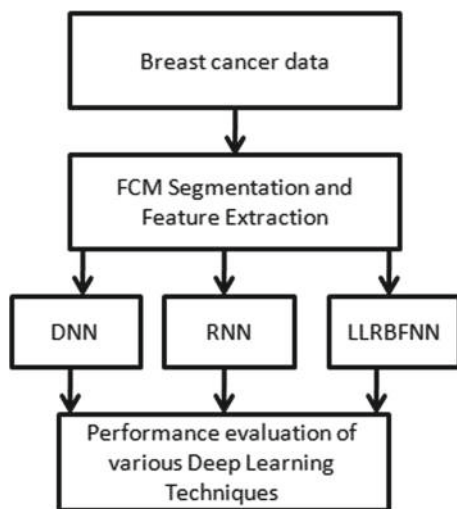 Breast cancer data
FCM Segmentation and
Feature Extraction
DNN
RNN
LLRBFNN
Performance evaluation of
various Deep Learning
Techniques